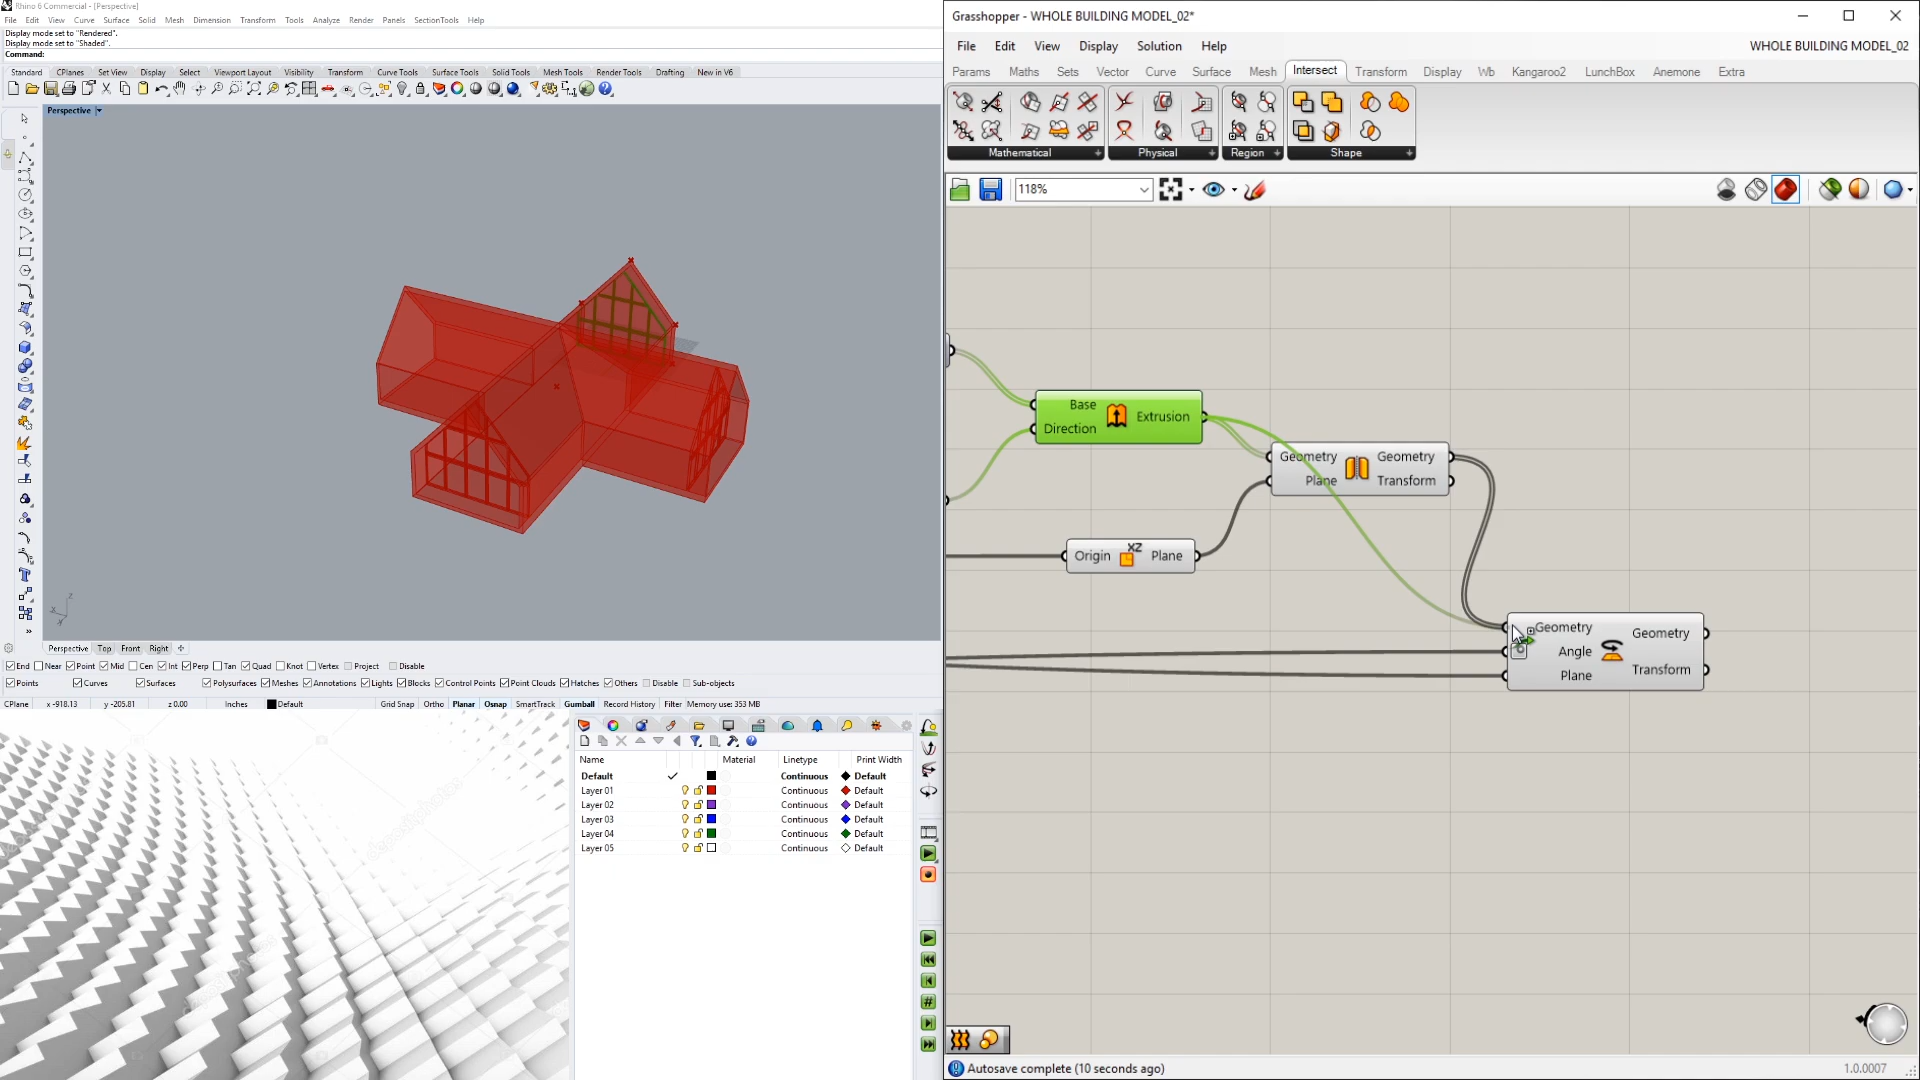 Rhino 6 Commercial - [Perspective]
File Edit View Curve Surface Solid Mesh Dimension Transform Tools Analyze Render Panels SectionTools Help
Display mode set to "Rendered".
Display mode set to "Shaded".
Command:
Standard CPlanes Set View Display Select Viewport Layout Visibility Transform Curve Tools Surface Tools Solid Tools Mesh Tools Render Tools Drafting New in V6
Perspective
Perspective Top Front Right
End Near Point Mid Cen Int Perp Tan Quad Knot Vertex Project Disable
Points Curves Surfaces Polysurfaces Meshes Annotations Lights Blocks Control Points Point Clouds Hatches Others Disable Sub-objects
CPlane x -918.13 y -205.81 z 0.00 Inches Default Grid Snap Ortho Planar Osnap SmartTrack Gumball Record History Filter Memory use: 353 MB
Name Material Linetype Print Width
Default Continuous Default
Layer 01 Continuous Default
Layer 02 Continuous Default
Layer 03 Continuous Default
Layer 04 Continuous Default
Layer 05 Continuous Default
Grasshopper - WHOLE BUILDING MODEL_02*
File Edit View Display Solution Help
WHOLE BUILDING MODEL_02
Params Maths Sets Vector Curve Surface Mesh Intersect Transform Display Wb Kangaroo2 LunchBox Anemone Extra
Mathematical Physical Region Shape
118%
Base
Direction
Extrusion
Geometry
Plane
Geometry
Transform
Origin
XZ
Plane
Geometry
Angle
Plane
Geometry
Transform
Autosave complete (10 seconds ago)
1.0.0007